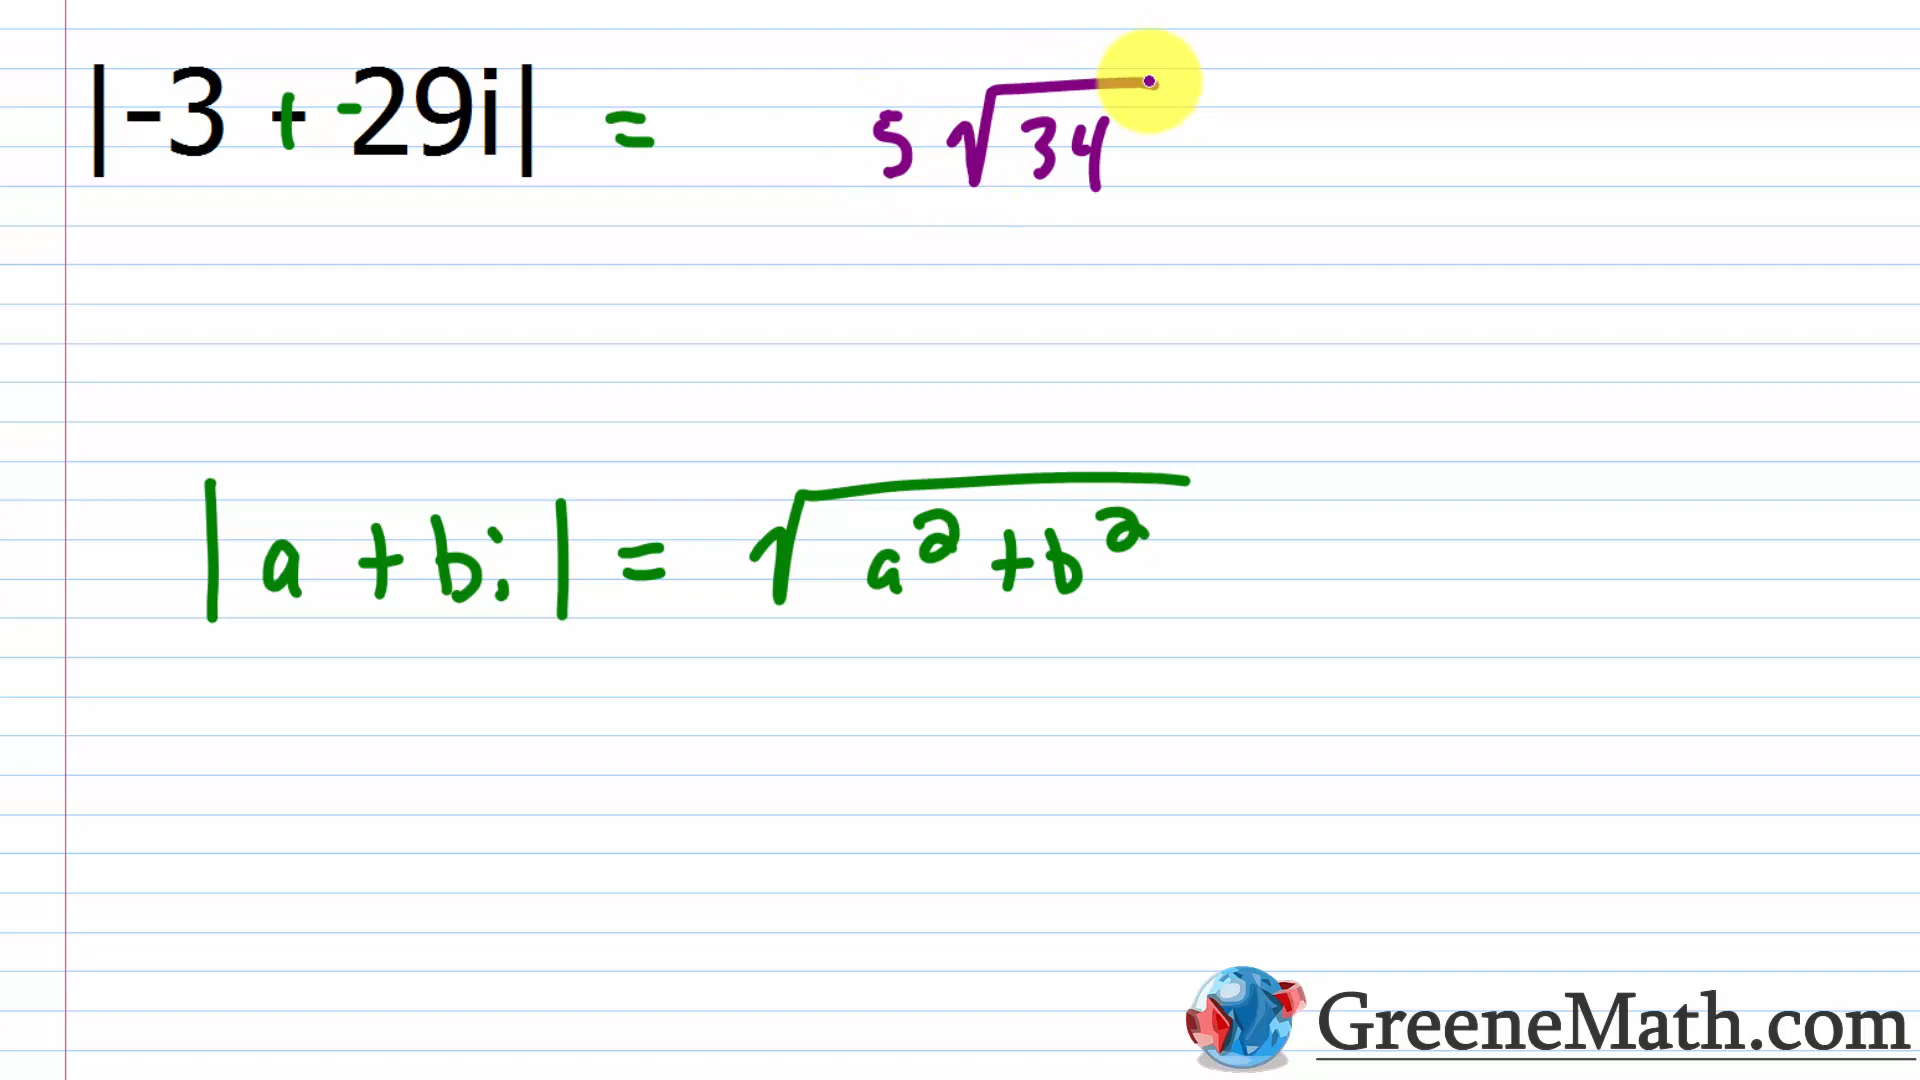 |-3 + -29i| = 5√34
|a + bi| = √a² + b²
GreeneMath.com